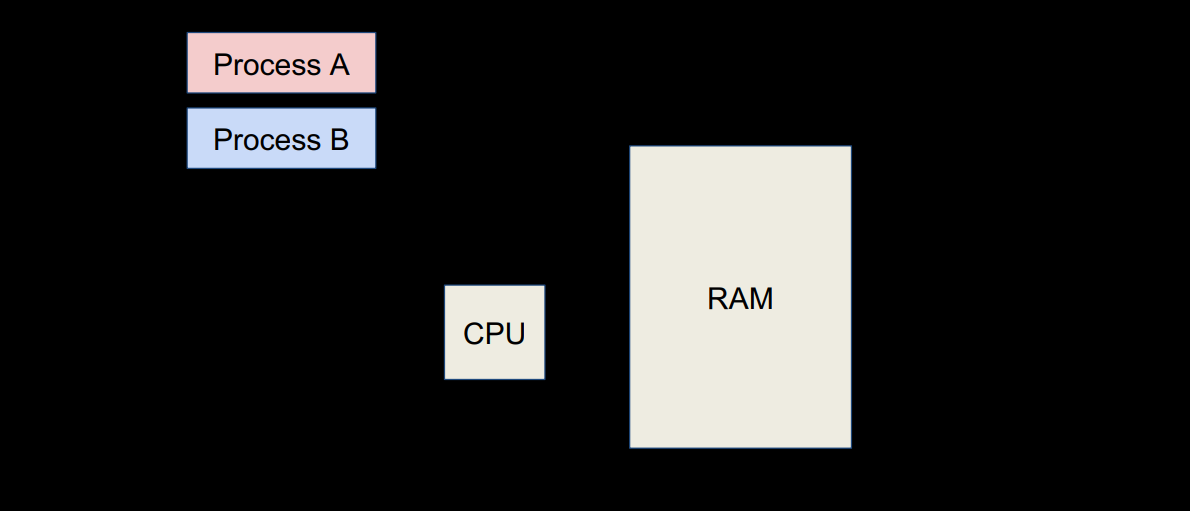 Process A
Process B
RAM
CPU